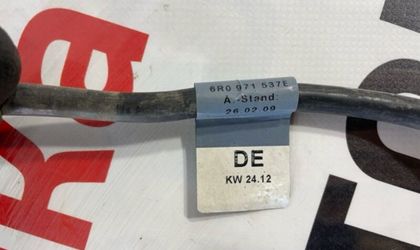 6R0 971 537E
A.-Stand:
26.02.09
DE
KW 24.12